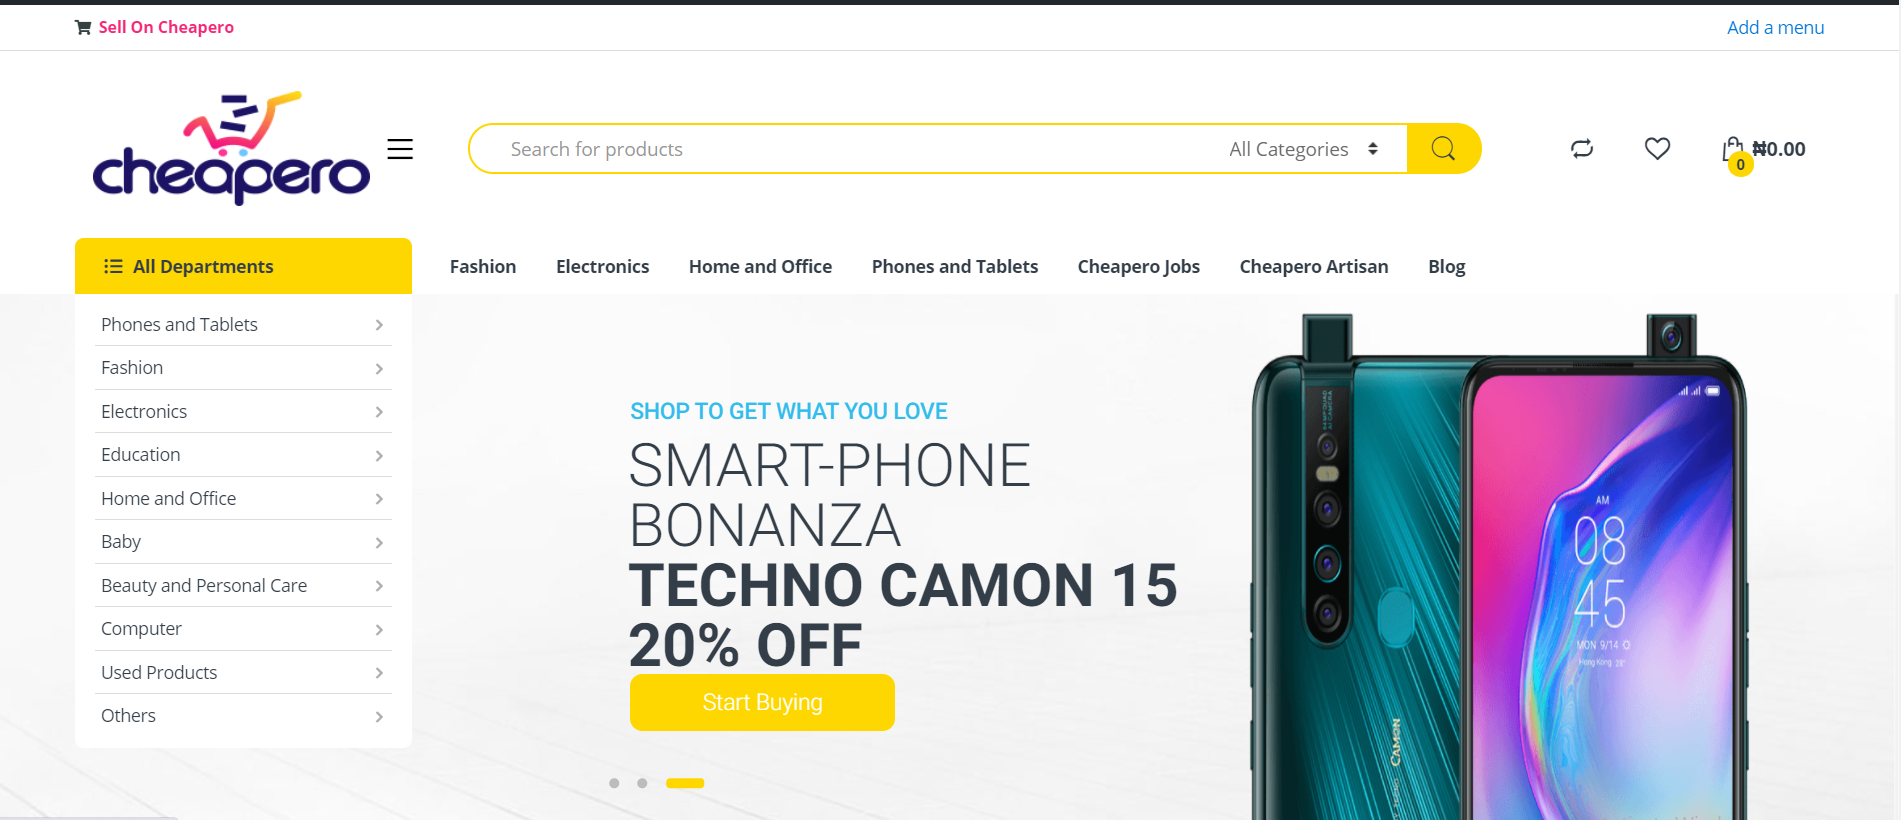 Sell On Cheapero
Add a menu
cheapero
Search for products
All Categories
0
₦0.00
All Departments
Fashion
Electronics
Home and Office
Phones and Tablets
Cheapero Jobs
Cheapero Artisan
Blog
Phones and Tablets
Fashion
Electronics
Education
Home and Office
Baby
Beauty and Personal Care
Computer
Used Products
Others
SHOP TO GET WHAT YOU LOVE
SMART-PHONE
BONANZA
TECHNO CAMON 15
20% OFF
Start Buying
AM
08
45
MON 9/14
Hong Kong 28°
CAMON